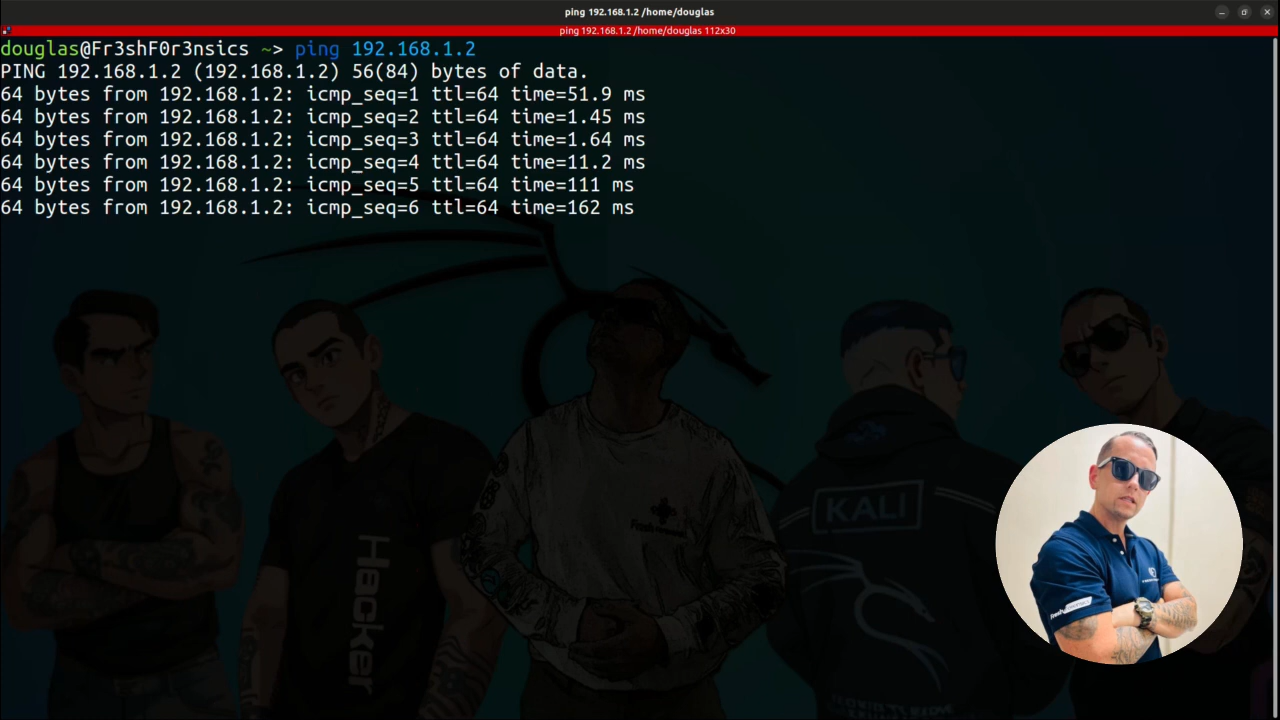 ping 192.168.1.2 /home/douglas
ping 192.168.1.2 /home/douglas 112x30
douglas@Fr3shF0r3nsics ~> ping 192.168.1.2
PING 192.168.1.2 (192.168.1.2) 56(84) bytes of data.
64 bytes from 192.168.1.2: icmp_seq=1 ttl=64 time=51.9 ms
64 bytes from 192.168.1.2: icmp_seq=2 ttl=64 time=1.45 ms
64 bytes from 192.168.1.2: icmp_seq=3 ttl=64 time=1.64 ms
64 bytes from 192.168.1.2: icmp_seq=4 ttl=64 time=11.2 ms
64 bytes from 192.168.1.2: icmp_seq=5 ttl=64 time=111 ms
64 bytes from 192.168.1.2: icmp_seq=6 ttl=64 time=162 ms
KALI
Hacker